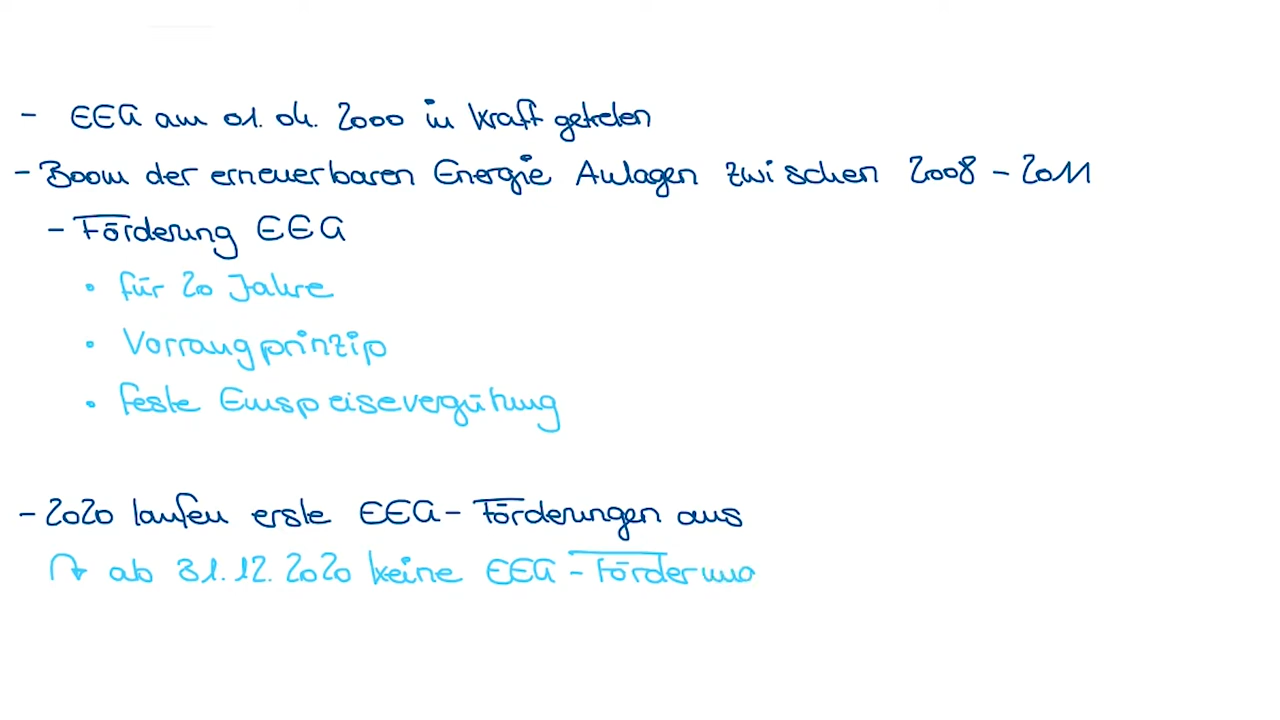 - EEG am 01.04.2000 in Kraft getreten
- Boom der erneuerbaren Energie Anlagen zwischen 2008 - 2011
- Förderung EEG
• für 20 Jahre
• Vorrangprinzip
• feste Einspeisevergütung
- 2020 laufen erste EEG-Förderungen aus
↷ ab 31.12.2020 keine EEG-Förderung